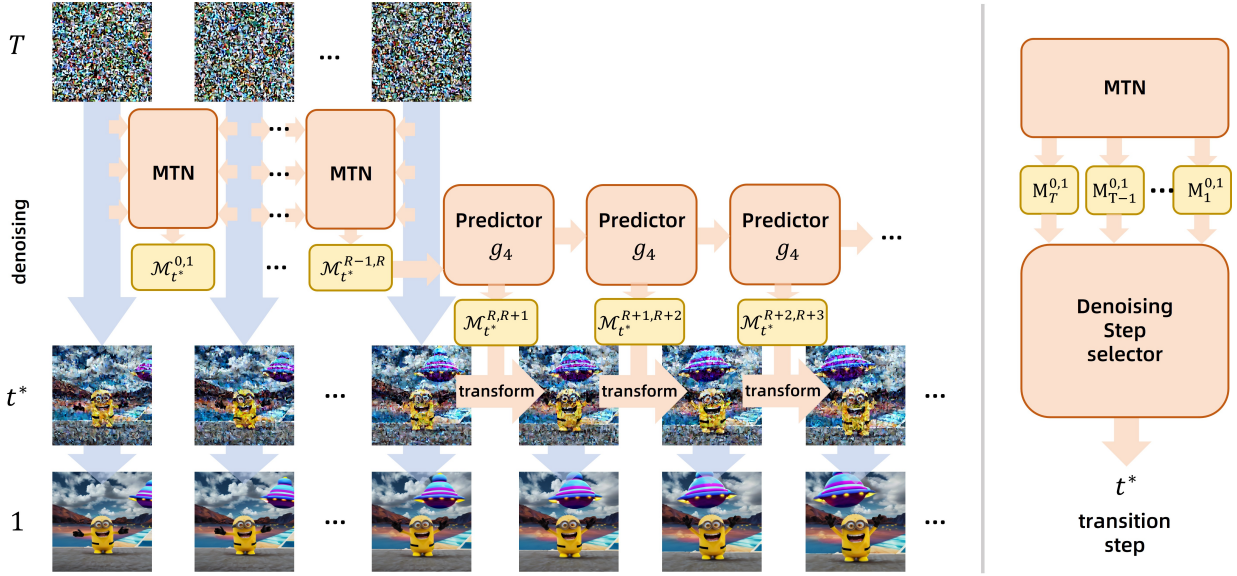 T
...
MTN
...
MTN
...
...
denoising
Predictor
g₄
Predictor
g₄
Predictor
g₄
...
ℳ_{t*}^{0,1}
...
ℳ_{t*}^{R−1,R}
ℳ_{t*}^{R,R+1}
ℳ_{t*}^{R+1,R+2}
ℳ_{t*}^{R+2,R+3}
t*
...
transform
transform
transform
...
1
...
...
MTN
M_T^{0,1}
M_{T−1}^{0,1}
...
M_1^{0,1}
Denoising
Step
selector
t*
transition
step